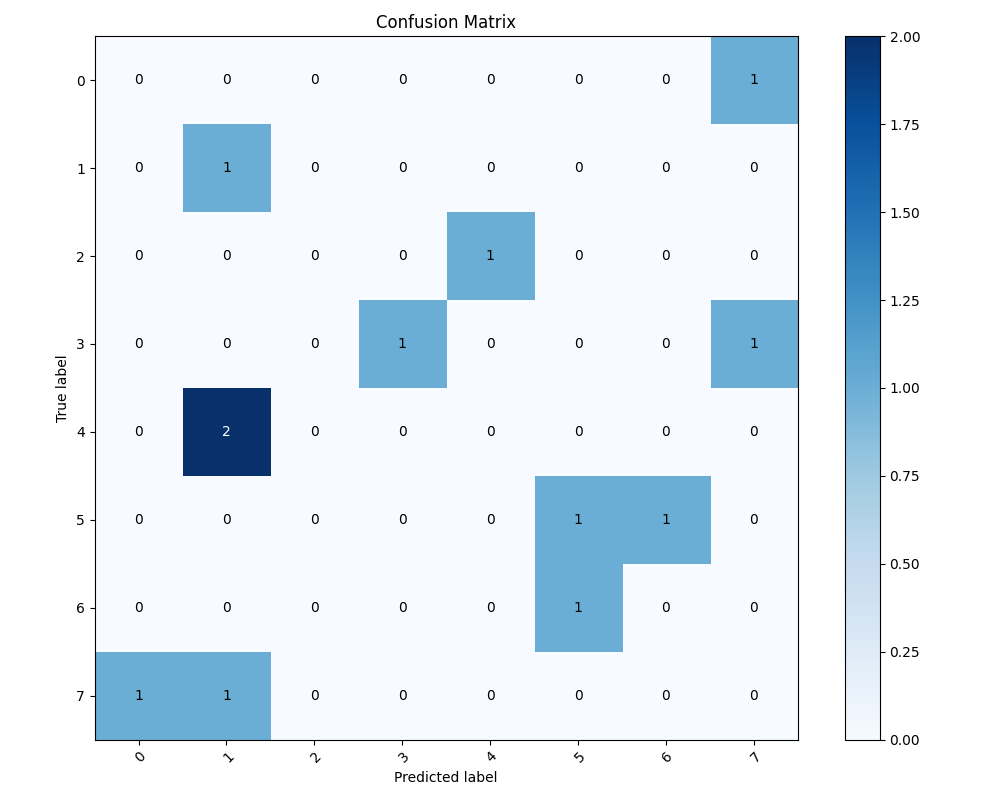 Confusion Matrix
0 0 0 0 0 0 0 0 1
1 0 1 0 0 0 0 0 0
2 0 0 0 0 1 0 0 0
3 0 0 0 1 0 0 0 1
4 0 2 0 0 0 0 0 0
5 0 0 0 0 0 1 1 0
6 0 0 0 0 0 1 0 0
7 1 1 0 0 0 0 0 0
0 1 2 3 4 5 6 7
True label
Predicted label
2.00
1.75
1.50
1.25
1.00
0.75
0.50
0.25
0.00